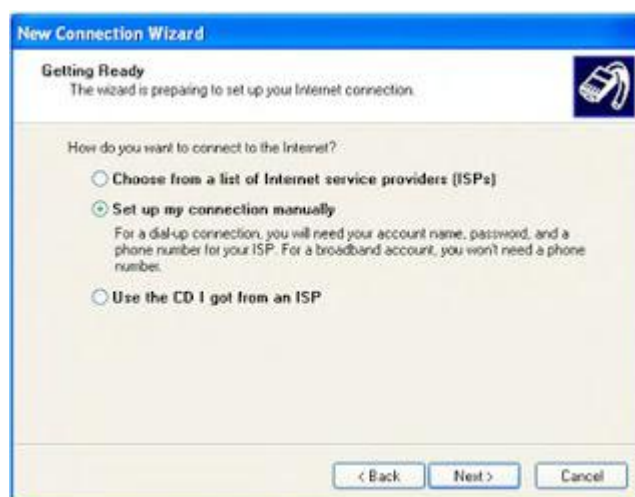 New Connection Wizard
Getting Ready
The wizard is preparing to set up your Internet connection.
How do you want to connect to the Internet?
Choose from a list of Internet service providers (ISPs)
Set up my connection manually
For a dial-up connection, you will need your account name, password, and a
phone number for your ISP. For a broadband account, you won't need a phone
number.
Use the CD I got from an ISP
< Back Next > Cancel